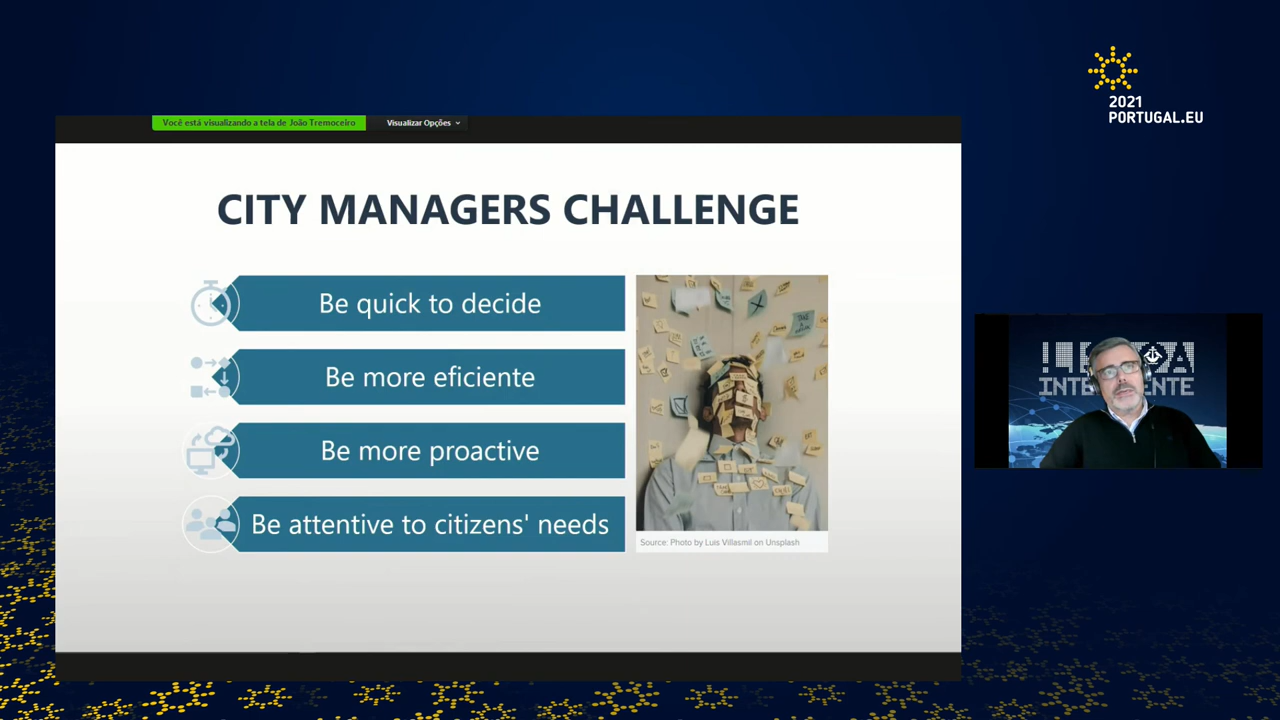 2021
PORTUGAL.EU
Você está visualizando a tela de João Tremoceiro
Visualizar Opções
CITY MANAGERS CHALLENGE
Be quick to decide
Be more eficiente
Be more proactive
Be attentive to citizens' needs
Source: Photo by Luis Villasmil on Unsplash